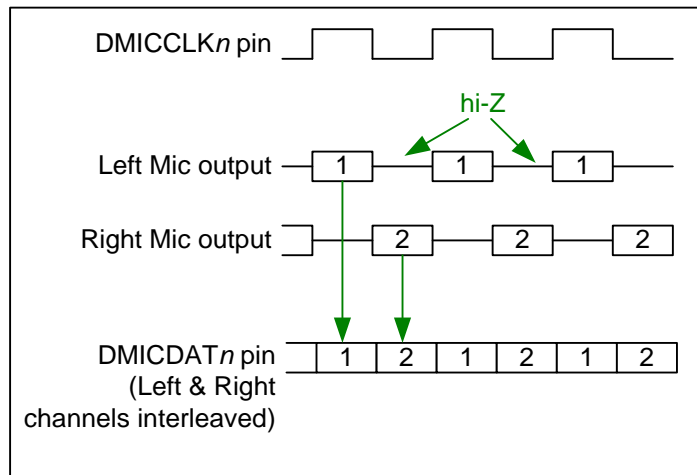 DMICCLKn pin
hi-Z
Left Mic output
1 1 1
Right Mic output
2 2 2
DMICDATn pin
1 2 1 2 1 2
(Left & Right
channels interleaved)